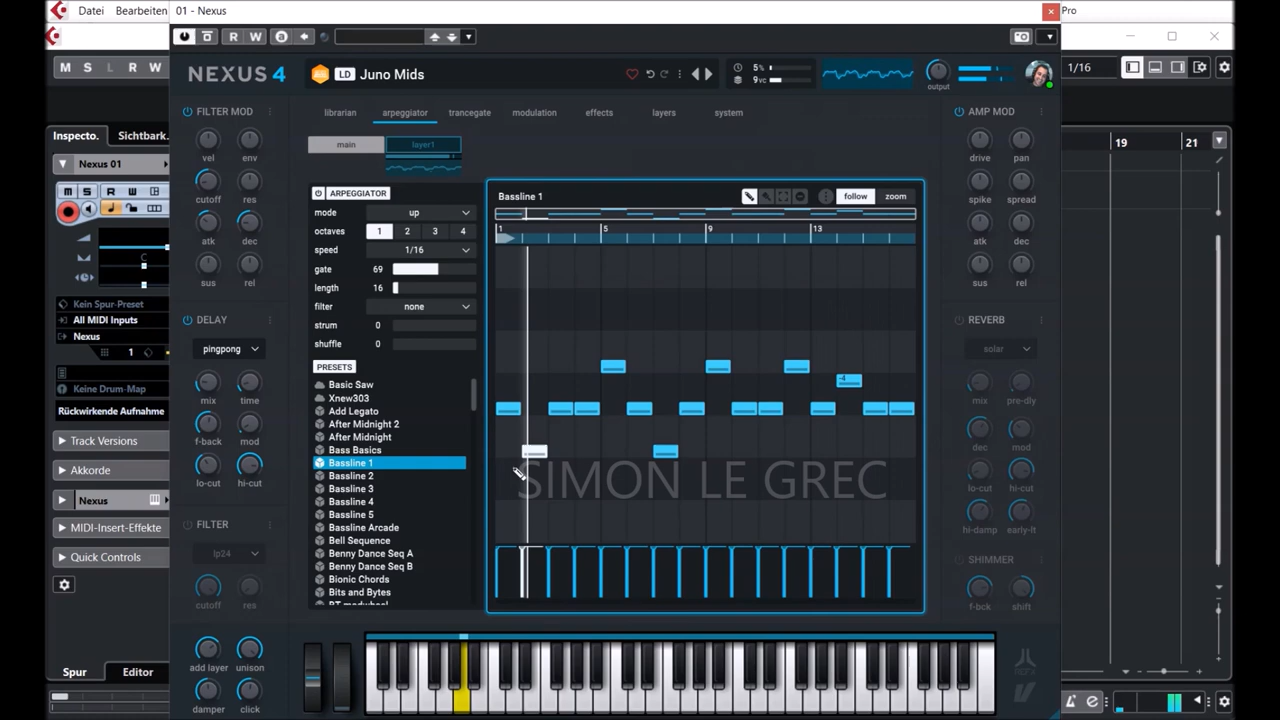 Datei Bearbeiten
01 - Nexus
Pro
R W a
M S L R W
NEXUS 4
LD Juno Mids
5%
9vc
output
1/16
FILTER MOD
librarian arpeggiator trancegate modulation effects layers system
AMP MOD
Inspecto. Sichtbark.
main layer1
19 21
Nexus 01
M S R W
vel env
cutoff res
atk dec
sus rel
ARPEGGIATOR
mode up
octaves 1 2 3 4
speed 1/16
gate 69
length 16
filter none
strum 0
shuffle 0
Bassline 1
follow zoom
1 5 9 13
-4
drive pan
spike spread
atk dec
sus rel
Kein Spur-Preset
All MIDI Inputs
Nexus
1
Keine Drum-Map
Rückwirkende Aufnahme
Track Versions
Akkorde
Nexus
MIDI-Insert-Effekte
Quick Controls
DELAY
pingpong
mix time
f-back mod
lo-cut hi-cut
FILTER
lp24
cutoff res
PRESETS
Basic Saw
Xnew303
Add Legato
After Midnight 2
After Midnight
Bass Basics
Bassline 1
Bassline 2
Bassline 3
Bassline 4
Bassline 5
Bassline Arcade
Bell Sequence
Benny Dance Seq A
Benny Dance Seq B
Bionic Chords
Bits and Bytes
SIMON LE GREC
REVERB
solar
mix pre-dly
dec mod
lo-cut hi-cut
hi-damp early-lt
SHIMMER
f-bck shift
add layer unison
damper click
Spur Editor